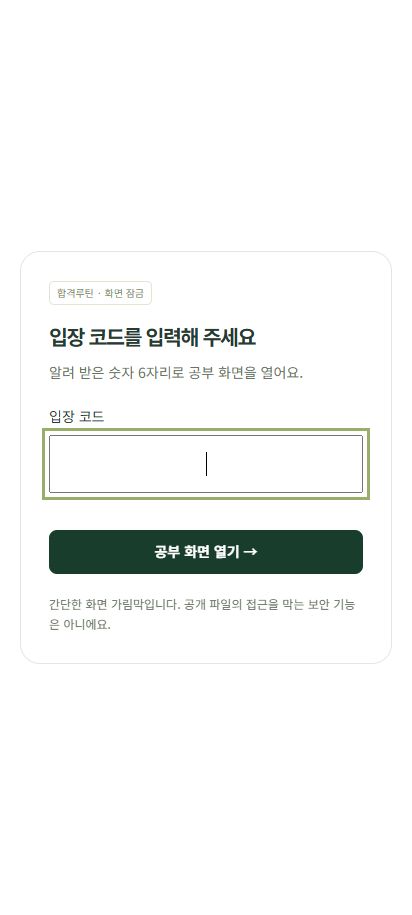 합격루틴 · 화면 잠금
입장 코드를 입력해 주세요
알려 받은 숫자 6자리로 공부 화면을 열어요.
입장 코드
공부 화면 열기 →
간단한 화면 가림막입니다. 공개 파일의 접근을 막는 보안 기능
은 아니에요.